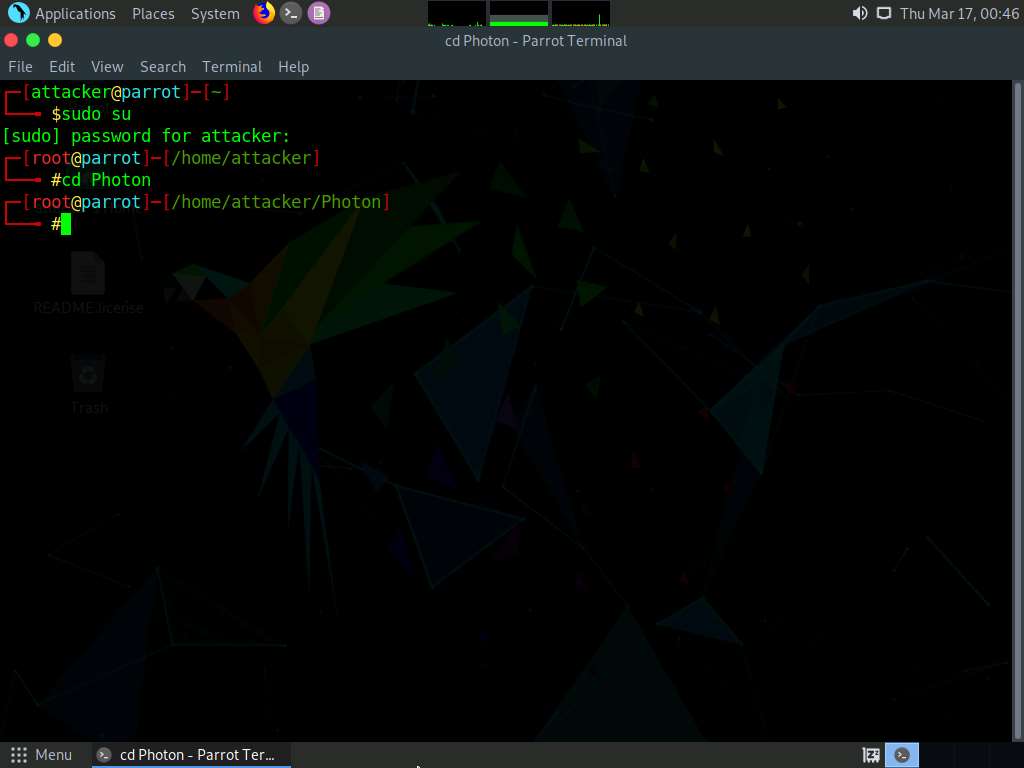 Applications Places System Thu Mar 17, 00:46
cd Photon - Parrot Terminal
File Edit View Search Terminal Help
┌─[attacker@parrot]─[~]
└──╼ $sudo su
[sudo] password for attacker:
┌─[root@parrot]─[/home/attacker]
└──╼ #cd Photon
┌─[root@parrot]─[/home/attacker/Photon]
└──╼ #
README.license
Trash
Menu cd Photon - Parrot Ter...